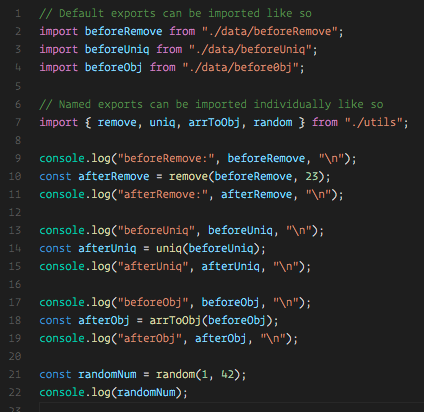 1 // Default exports can be imported like so
2 import beforeRemove from "./data/beforeRemove";
3 import beforeUniq from "./data/beforeUniq";
4 import beforeObj from "./data/beforeObj";
5
6 // Named exports can be imported individually like so
7 import { remove, uniq, arrToObj, random } from "./utils";
8
9 console.log("beforeRemove:", beforeRemove, "\n");
10 const afterRemove = remove(beforeRemove, 23);
11 console.log("afterRemove:", afterRemove, "\n");
12
13 console.log("beforeUniq", beforeUniq, "\n");
14 const afterUniq = uniq(beforeUniq);
15 console.log("afterUniq", afterUniq, "\n");
16
17 console.log("beforeObj", beforeObj, "\n");
18 const afterObj = arrToObj(beforeObj);
19 console.log("afterObj", afterObj, "\n");
20
21 const randomNum = random(1, 42);
22 console.log(randomNum);
23